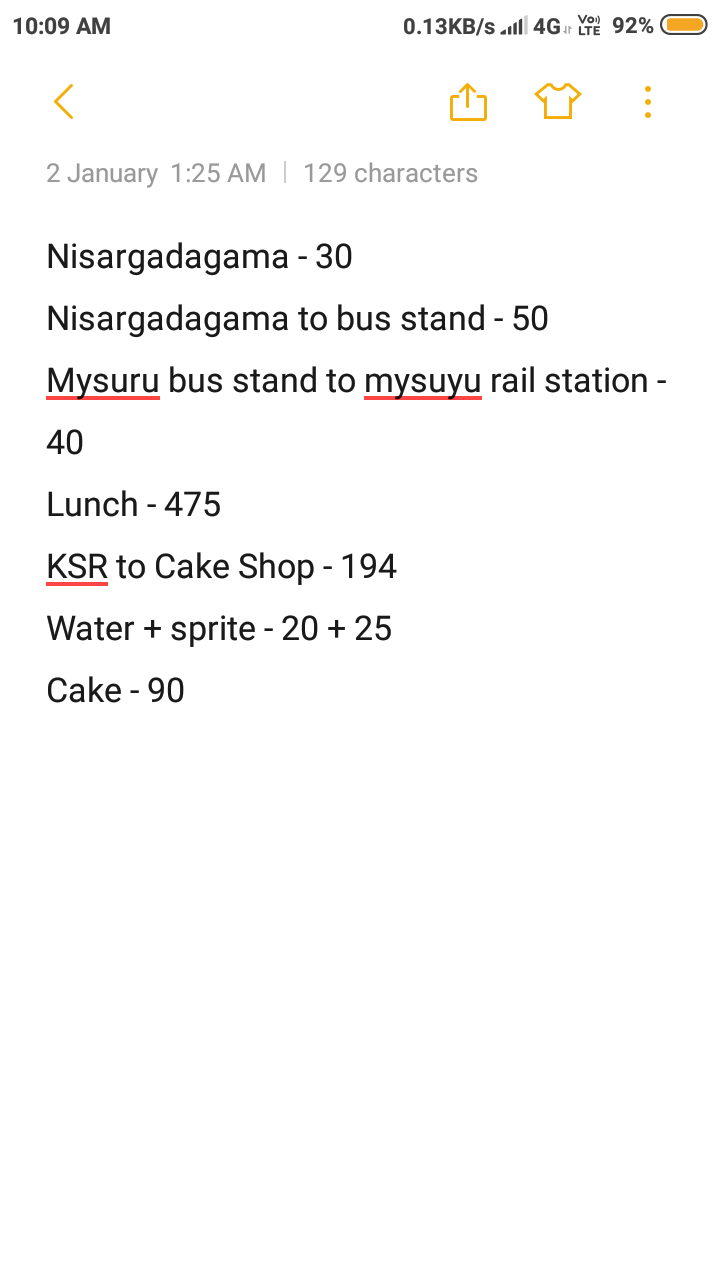 10:09 AM 0.13KB/s 4G Vo) LTE 92%
2 January 1:25 AM | 129 characters
Nisargadagama - 30
Nisargadagama to bus stand - 50
Mysuru bus stand to mysuyu rail station -
40
Lunch - 475
KSR to Cake Shop - 194
Water + sprite - 20 + 25
Cake - 90